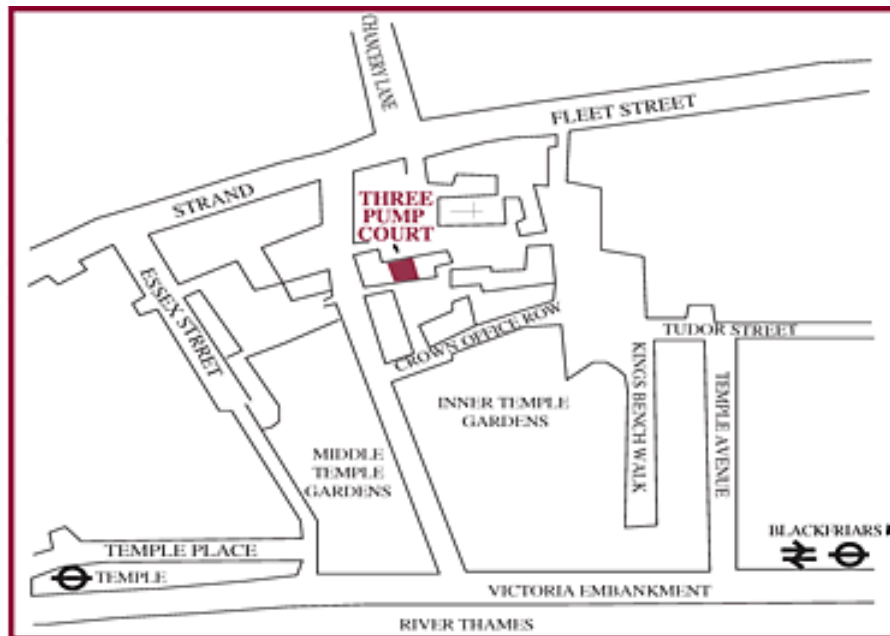 CHANCERY LANE
FLEET STREET
STRAND
THREE
PUMP
COURT
ESSEX STRRET
CROWN OFFICE ROW
TUDOR STREET
KINGS BENCH WALK
TEMPLE AVENUE
INNER TEMPLE
GARDENS
MIDDLE
TEMPLE
GARDENS
BLACKFRIARS
TEMPLE PLACE
TEMPLE
VICTORIA EMBANKMENT
RIVER THAMES